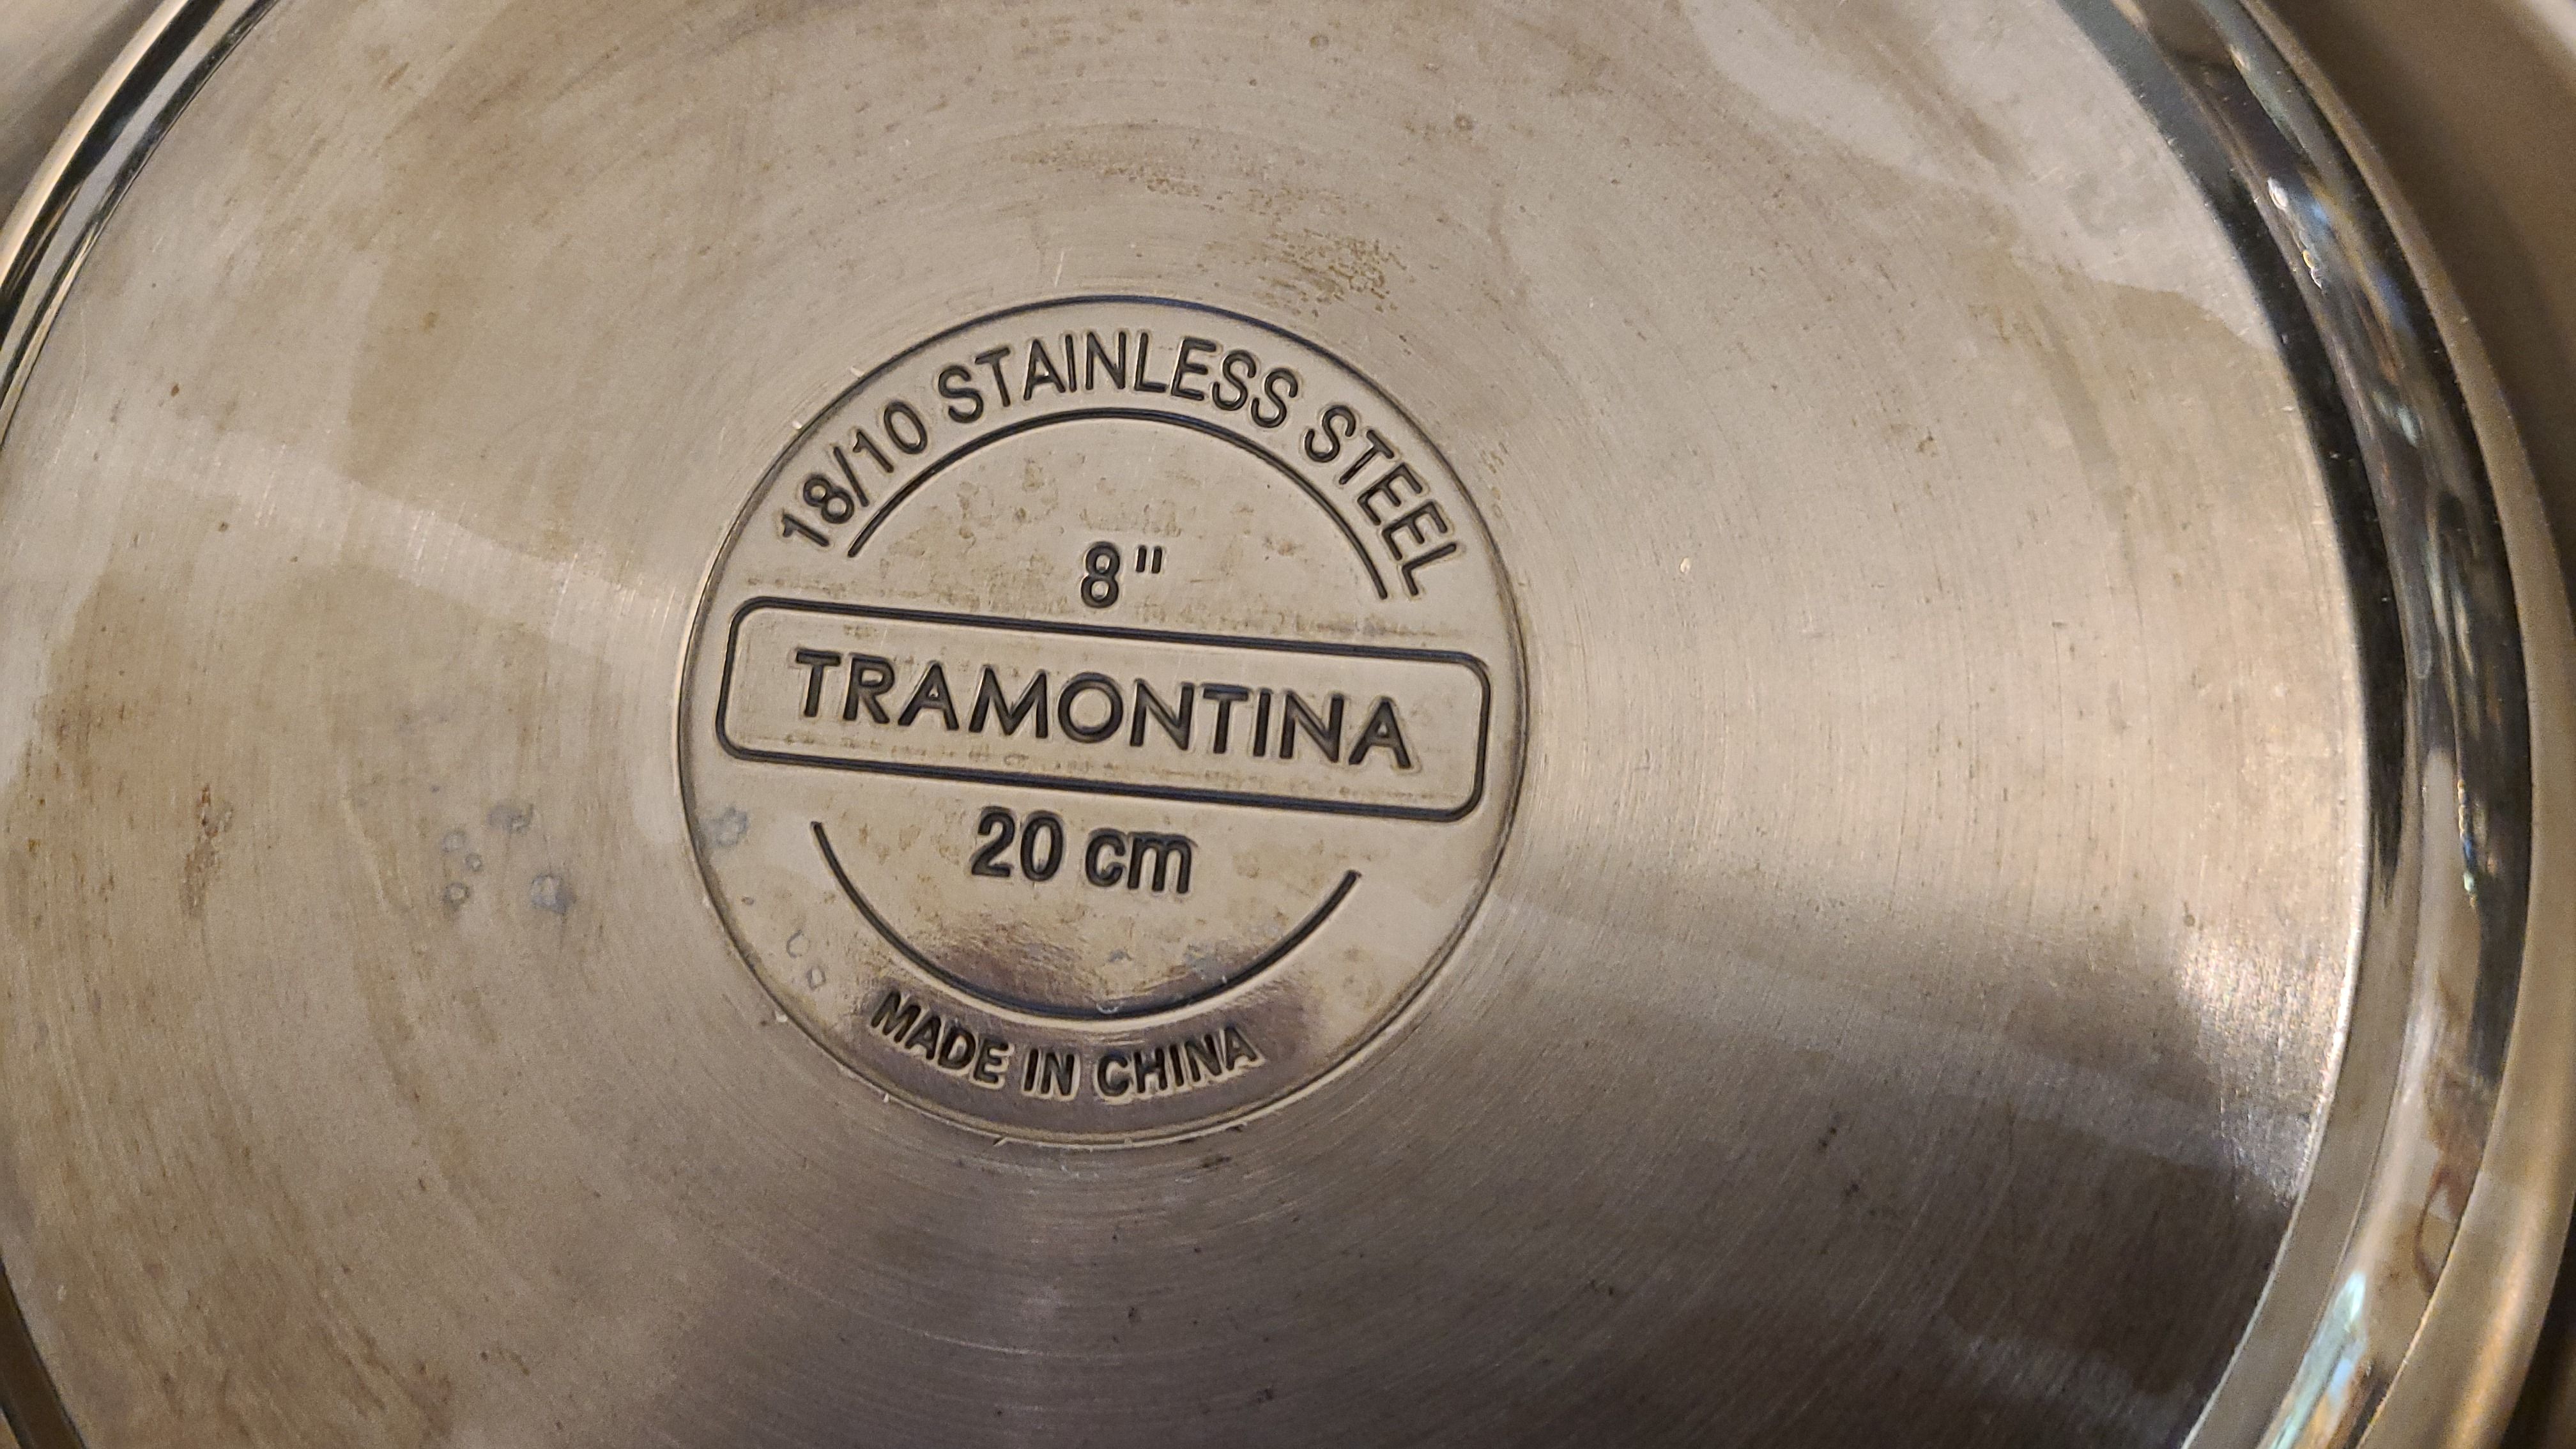 18/10 STAINLESS STEEL
8"
TRAMONTINA
20 cm
MADE IN CHINA